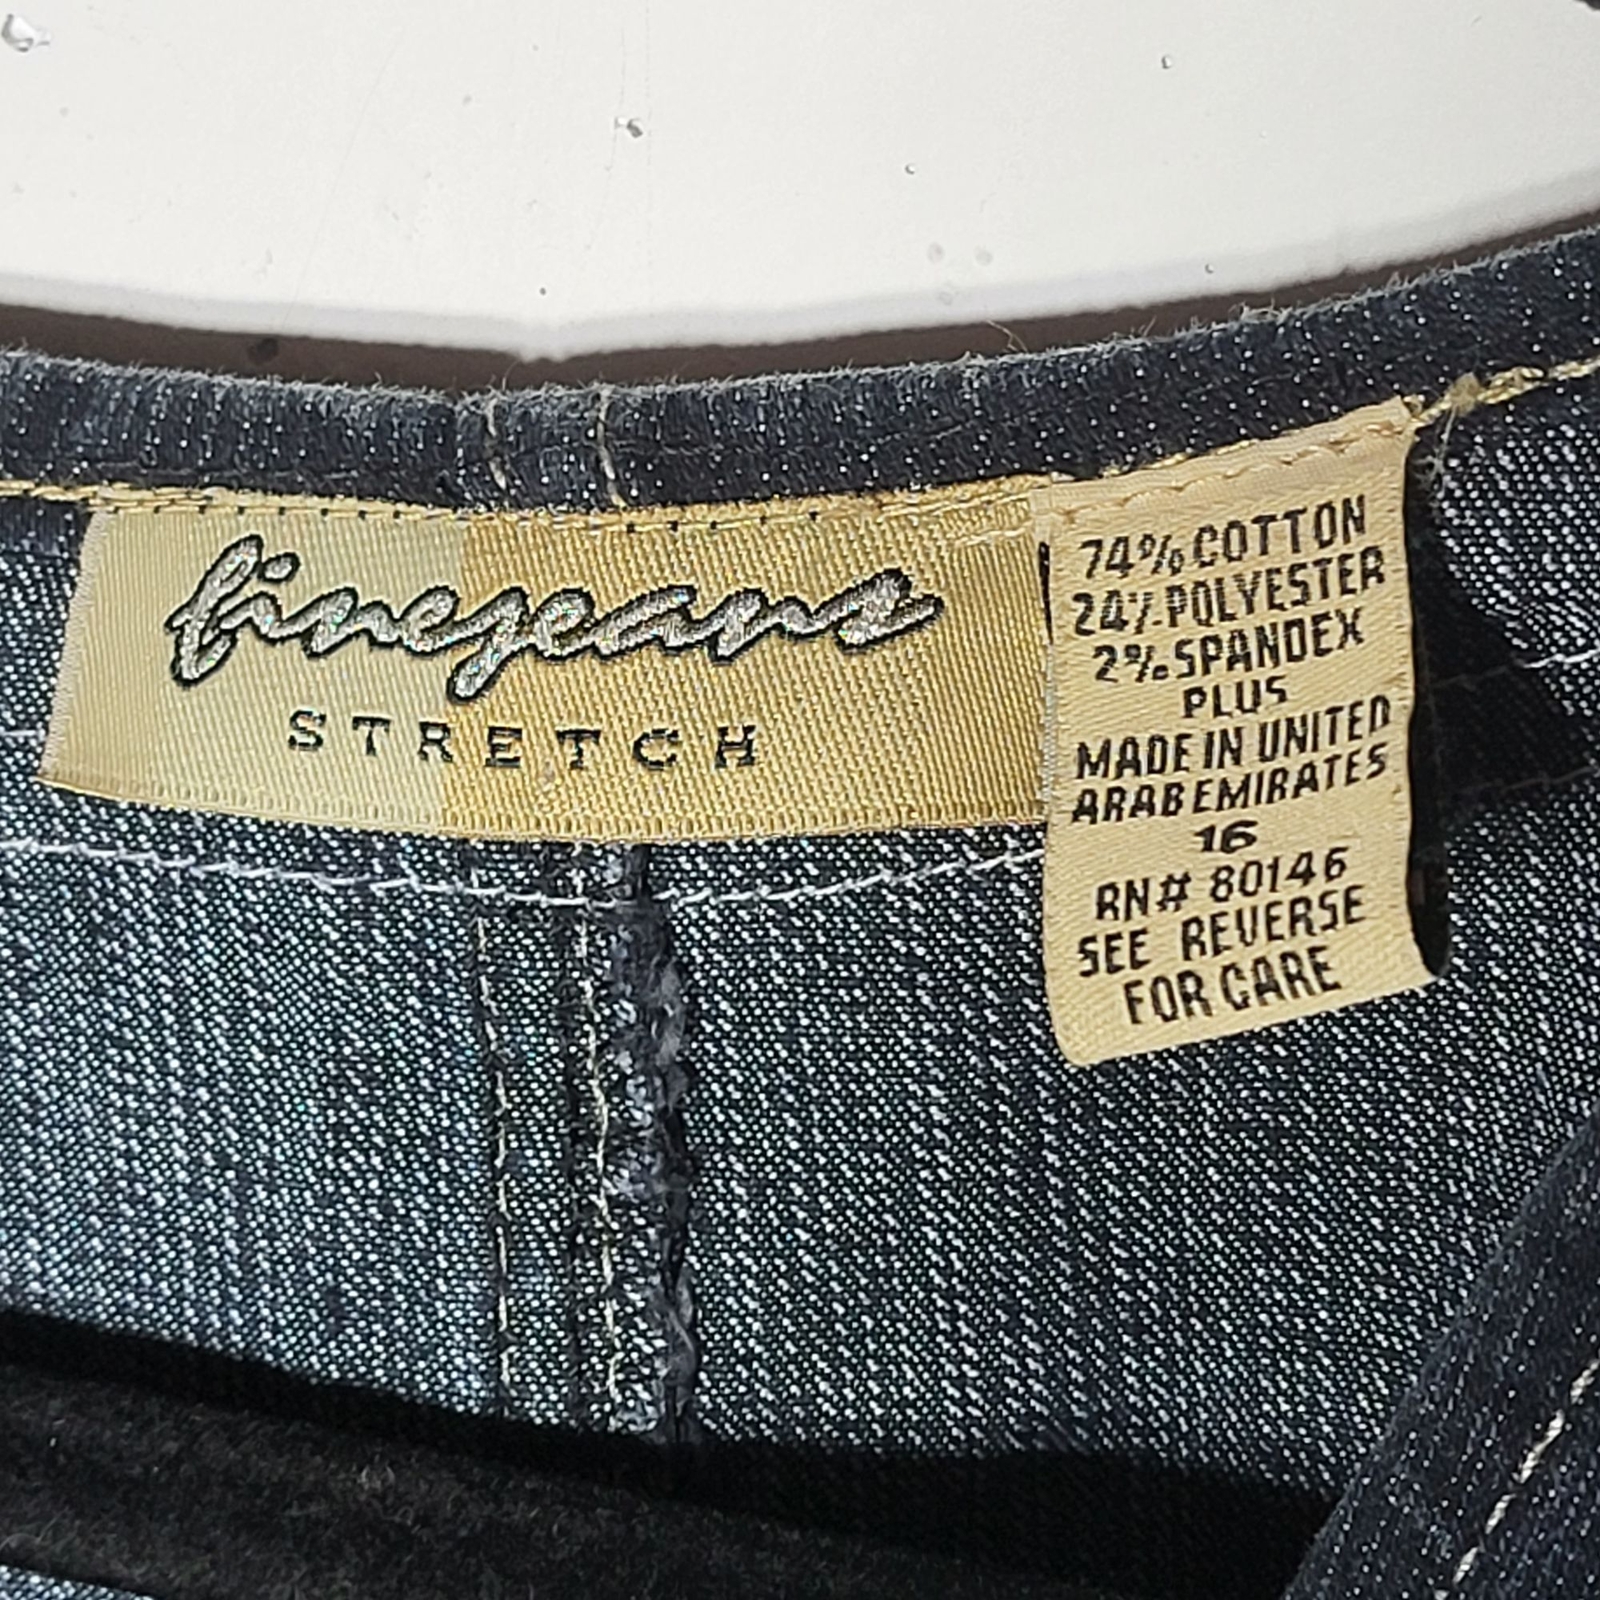 finejeans
STRETCH
74% COTTON
24% POLYESTER
2% SPANDEX
PLUS
MADE IN UNITED
ARAB EMIRATES
16
RN# 80146
SEE REVERSE
FOR CARE